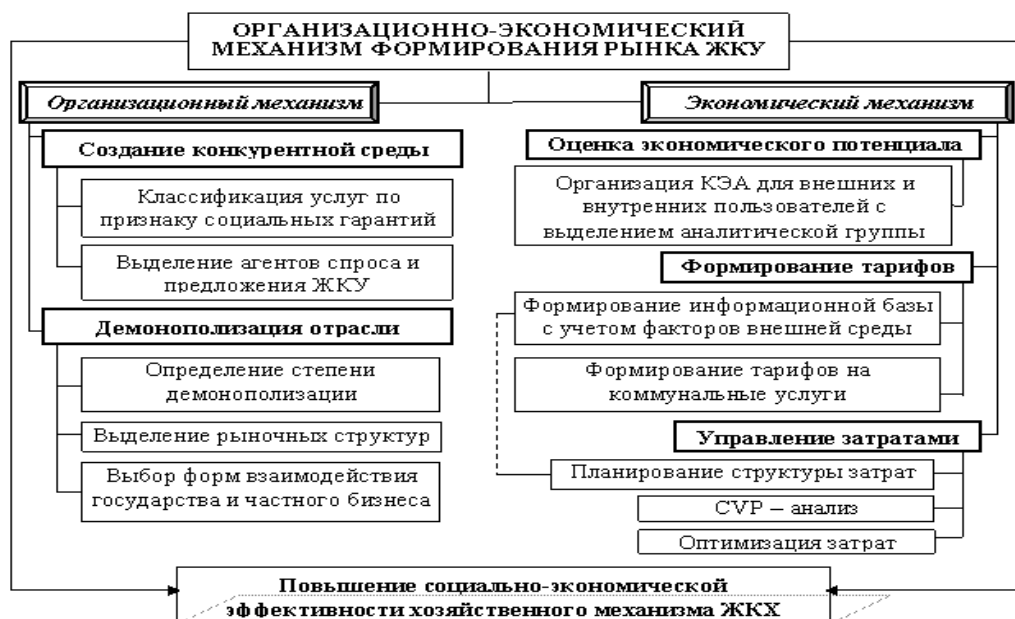 ОРГАНИЗАЦИОННО-ЭКОНОМИЧЕСКИЙ
МЕХАНИЗМ ФОРМИРОВАНИЯ РЫНКА ЖКУ
Организационный механизм
Создание конкурентной среды
Классификация услуг по
признаку социальных гарантий
Выделение агентов спроса и
предложения ЖКУ
Демонополизация отрасли
Определение степени
демонополизации
Выделение рыночных структур
Выбор форм взаимодействия
государства и частного бизнеса
Экономический механизм
Оценка экономического потенциала
Организация КЭА для внешних и
внутренних пользователей с
выделением аналитической группы
Формирование тарифов
Формирование информационной базы
с учетом факторов внешней среды
Формирование тарифов на
коммунальные услуги
Управление затратами
Планирование структуры затрат
CVP – анализ
Оптимизация затрат
Повышение социально-экономической
эффективности хозяйственного механизма ЖКХ